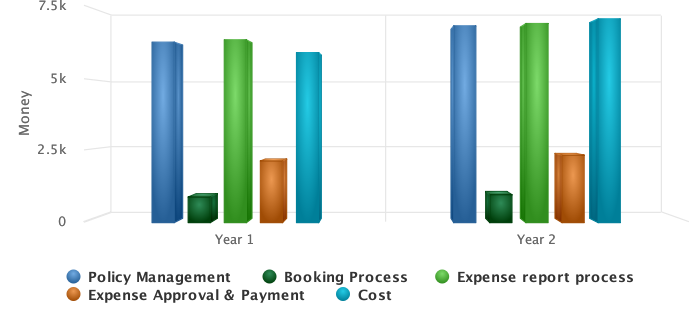 7.5k
5k
2.5k
0
Money
Year 1
Year 2
Policy Management
Booking Process
Expense report process
Expense Approval & Payment
Cost